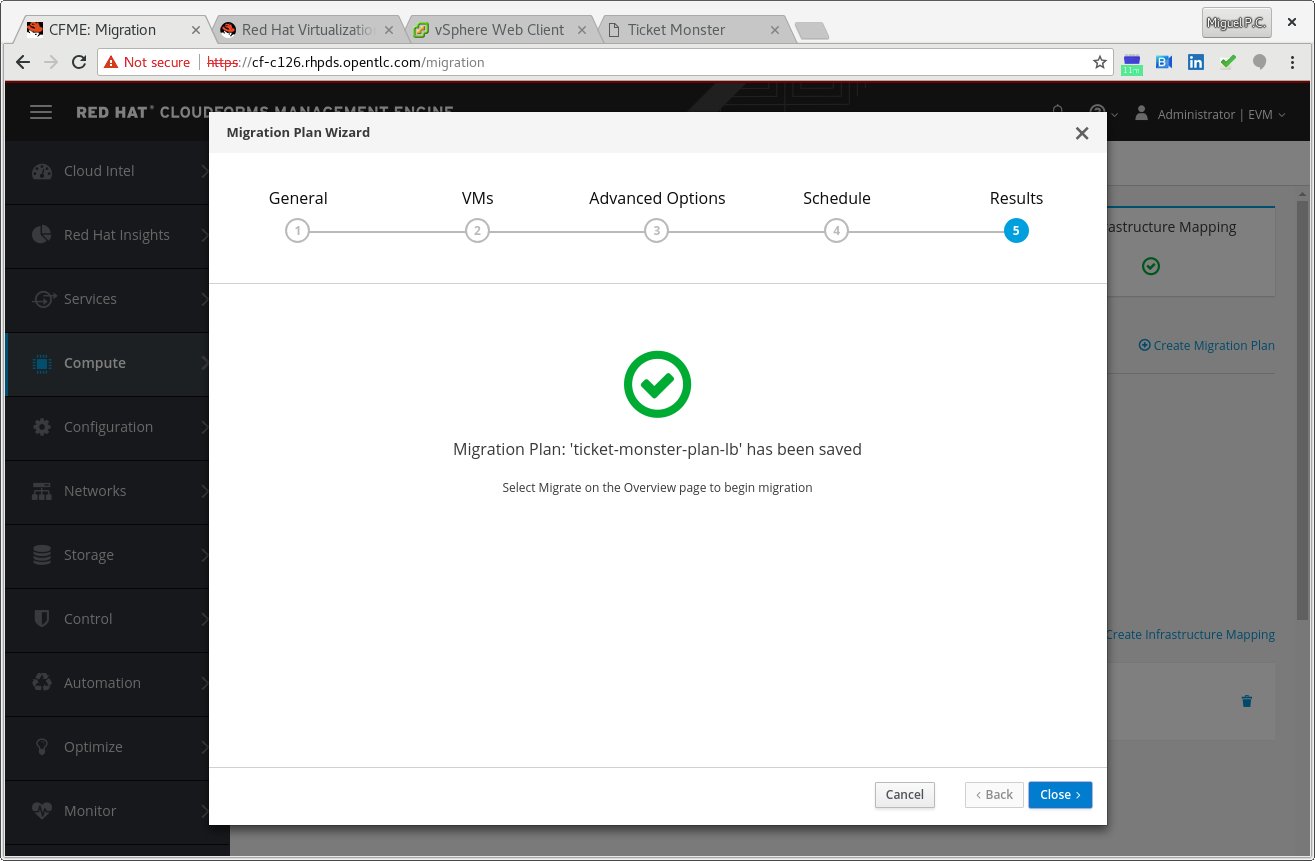 CFME: Migration
Red Hat Virtualizatio
vSphere Web Client
Ticket Monster
Miguel P.C.
Not secure
https://cf-c126.rhpds.opentlc.com/migration
11m
RED HAT® CLOUDFORMS MANAGEMENT ENGINE
Administrator | EVM
Migration Plan Wizard
General
VMs
Advanced Options
Schedule
Results
1
2
3
4
5
Cloud Intel
Red Hat Insights
Services
Compute
Configuration
Networks
Storage
Control
Automation
Optimize
Monitor
astructure Mapping
Create Migration Plan
Migration Plan: 'ticket-monster-plan-lb' has been saved
Select Migrate on the Overview page to begin migration
Create Infrastructure Mapping
Cancel
‹ Back
Close ›